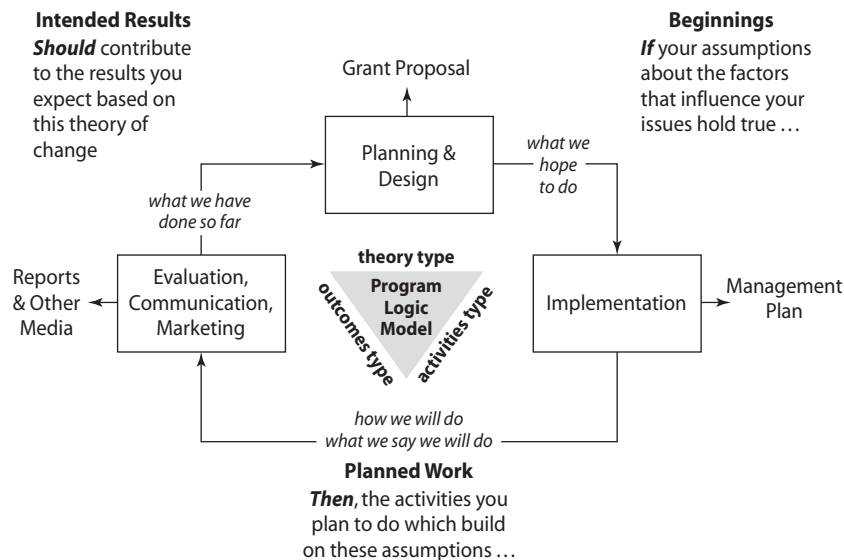 Intended Results
Should contribute
to the results you
expect based on
this theory of
change
Beginnings
If your assumptions
about the factors
that influence your
issues hold true ...
Grant Proposal
Planning &
Design
what we
hope
to do
what we have
done so far
Reports
& Other
Media
Evaluation,
Communication,
Marketing
theory type
Program
Logic
Model
outcomes type
activities type
Implementation
Management
Plan
how we will do
what we say we will do
Planned Work
Then, the activities you
plan to do which build
on these assumptions ...